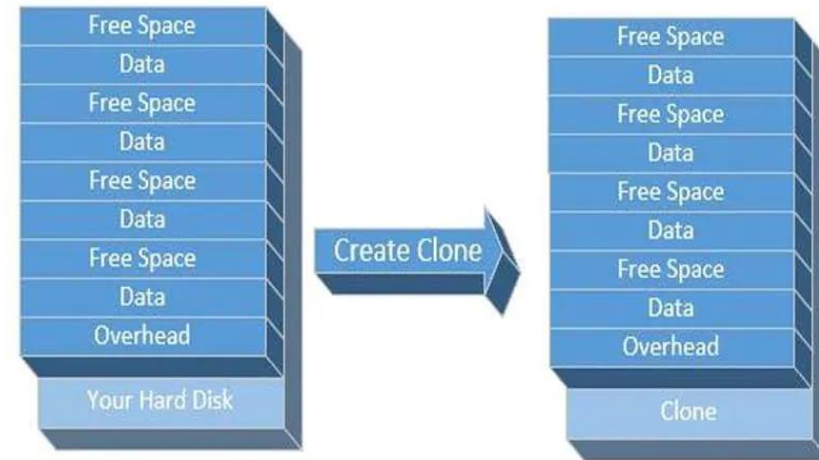 Free Space
Data
Free Space
Data
Free Space
Data
Free Space
Data
Overhead
Your Hard Disk
Create Clone
Free Space
Data
Free Space
Data
Free Space
Data
Free Space
Data
Overhead
Clone